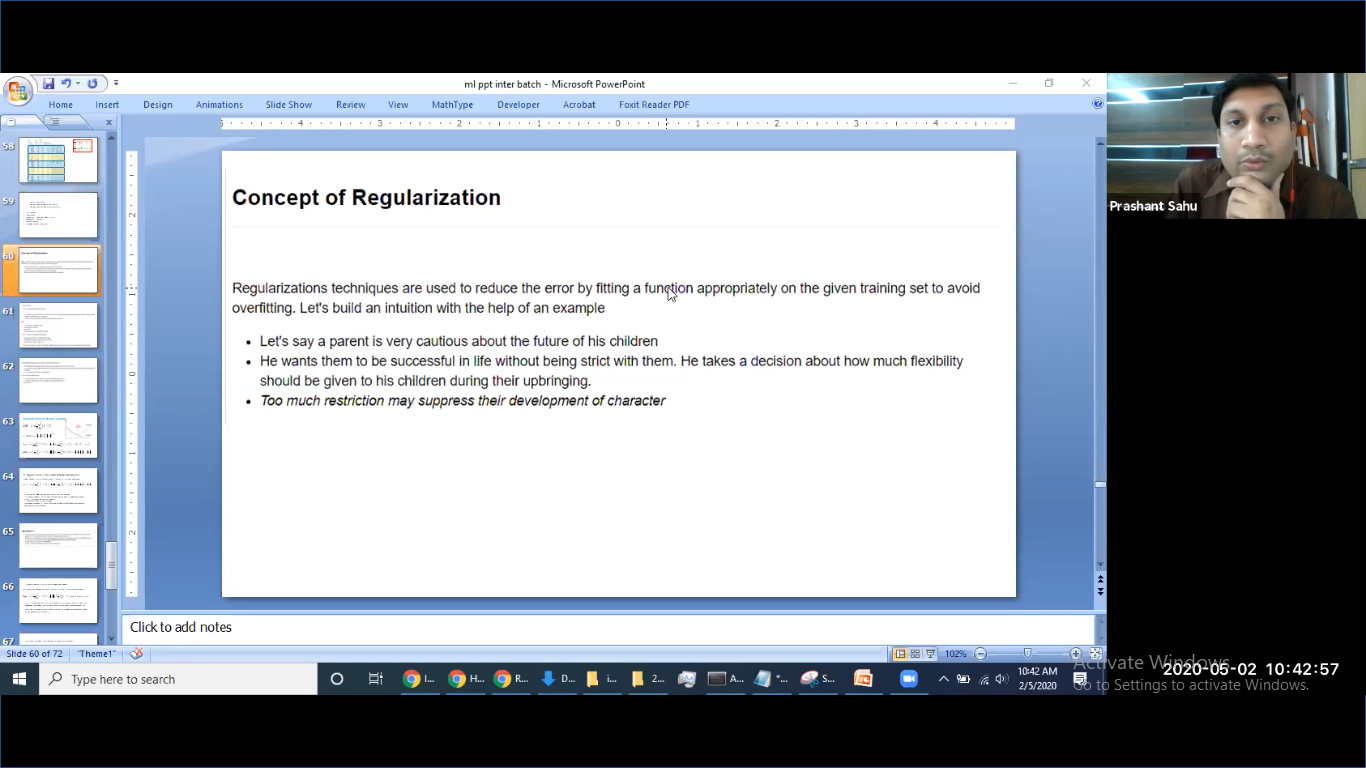 ml ppt inter batch - Microsoft PowerPoint
Home Insert Design Animations Slide Show Review View MathType Developer Acrobat Foxit Reader PDF
Concept of Regularization
Regularizations techniques are used to reduce the error by fitting a function appropriately on the given training set to avoid
overfitting. Let's build an intuition with the help of an example
• Let's say a parent is very cautious about the future of his children
• He wants them to be successful in life without being strict with them. He takes a decision about how much flexibility
should be given to his children during their upbringing.
• Too much restriction may suppress their development of character
58
59
60
61
62
63
64
65
66
67
Click to add notes
Slide 60 of 72 "Theme1" 102%
Type here to search
I... H... R... D... i... 2... A... *... S...
10:42 AM
2/5/2020
Prashant Sahu
Activate Windows
Go to Settings to activate Windows.
2020-05-02 10:42:57